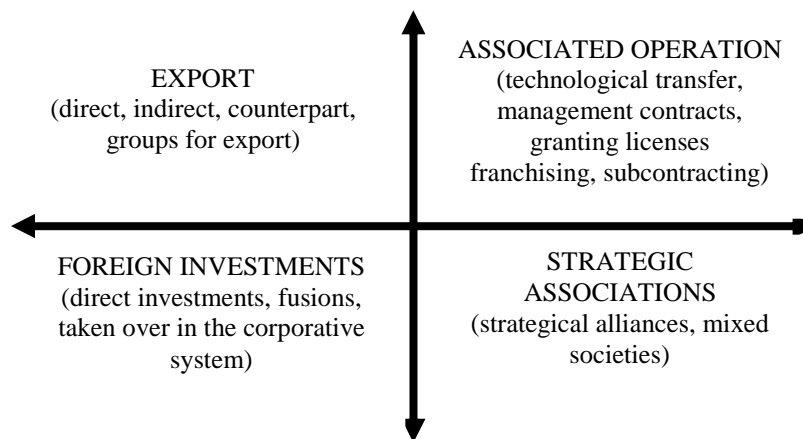 EXPORT
(direct, indirect, counterpart,
groups for export)
ASSOCIATED OPERATION
(technological transfer,
management contracts,
granting licenses
franchising, subcontracting)
FOREIGN INVESTMENTS
(direct investments, fusions,
taken over in the corporative
system)
STRATEGIC
ASSOCIATIONS
(strategical alliances, mixed
societies)